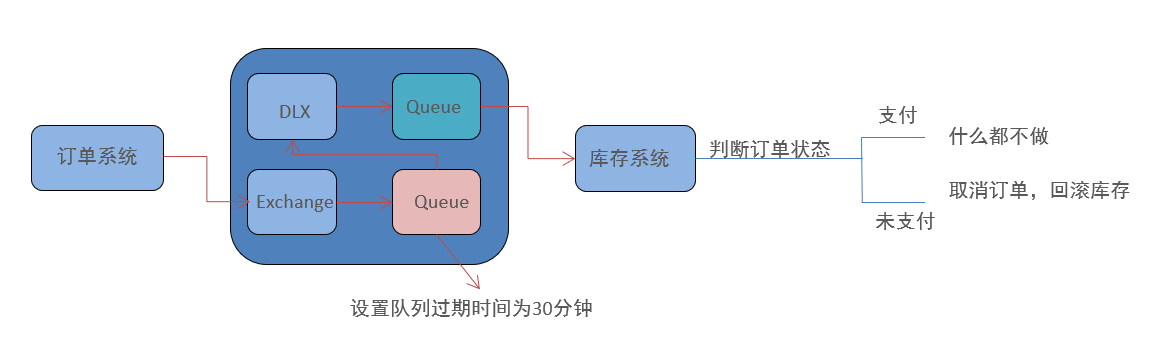 订单系统
DLX
Queue
Exchange
Queue
设置队列过期时间为30分钟
库存系统
判断订单状态
支付
什么都不做
取消订单，回滚库存
未支付